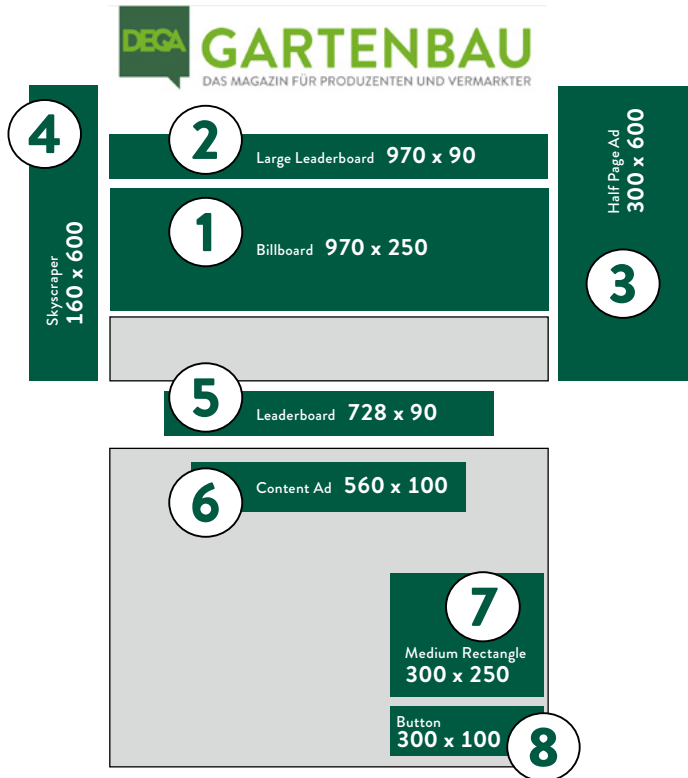 DEGA
GARTENBAU
DAS MAGAZIN FÜR PRODUZENTEN UND VERMARKTER
4
Skyscraper
160 x 600
2
Large Leaderboard 970 x 90
1
Billboard 970 x 250
Half Page Ad
300 x 600
3
5
Leaderboard 728 x 90
6
Content Ad 560 x 100
7
Medium Rectangle
300 x 250
Button
300 x 100
8